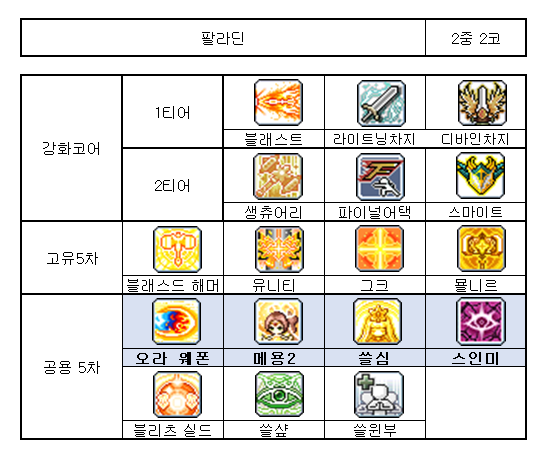 팔라딘 2중 2코
강화코어
1티어
블래스트 라이트닝차지 디바인차지
2티어
생츄어리 파이널어택 스마이트
고유5차
블래스드 해머 유니티 그크 묠니르
공용 5차
오라 웨폰 메용2 쓸심 스인미
블리츠 실드 쓸샾 쓸윈부